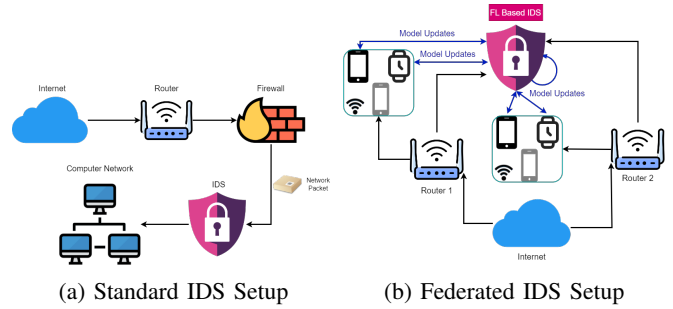 Internet
Router
Firewall
Computer Network
IDS
Network
Packet
(a) Standard IDS Setup
FL Based IDS
Model Updates
Model Updates
Model Updates
Router 1
Router 2
Internet
(b) Federated IDS Setup